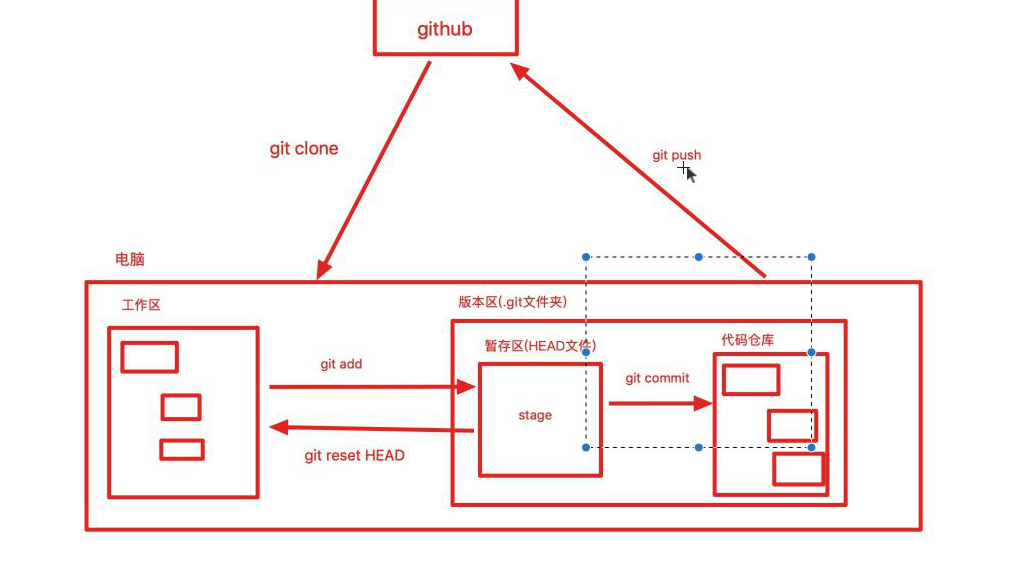 github
git clone
git push
电脑
工作区
版本区(.git文件夹)
暂存区(HEAD文件)
代码仓库
git add
git commit
stage
git reset HEAD